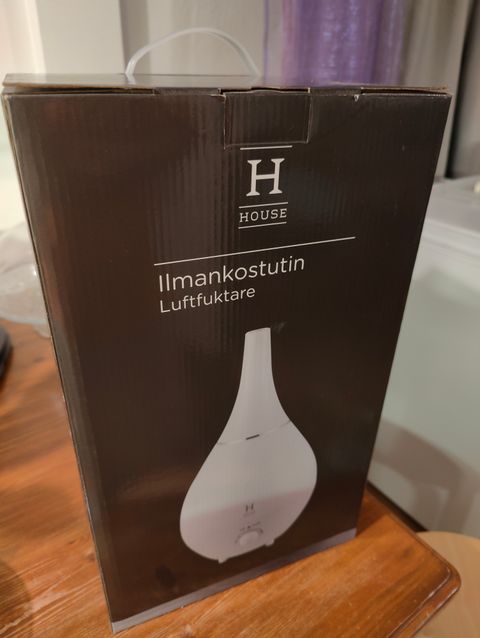 H
HOUSE
Ilmankostutin
Luftfuktare
H